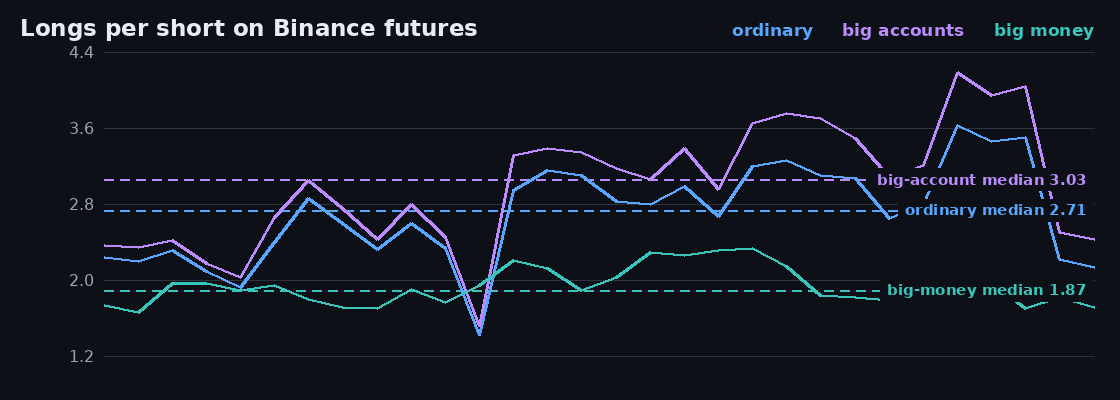 Longs per short on Binance futures
ordinary big accounts big money
4.4
3.6
big-account median 3.03
2.8
ordinary median 2.71
2.0
big-money median 1.87
1.2